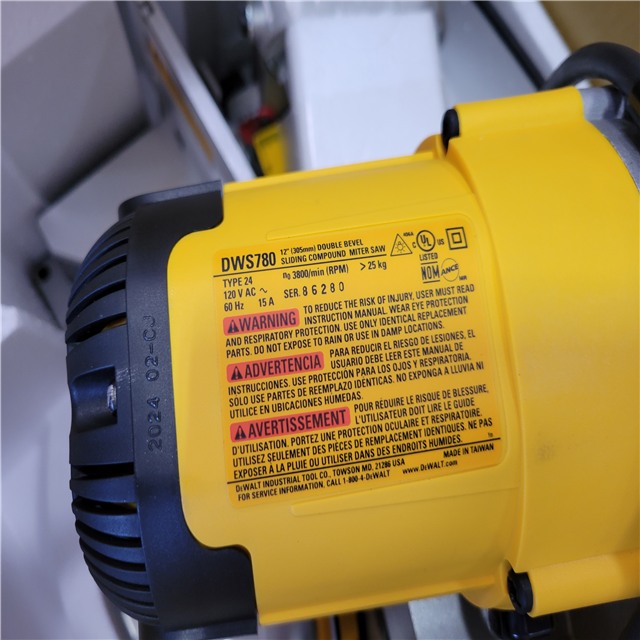 DWS780 12" (305mm) DOUBLE BEVEL
SLIDING COMPOUND MITER SAW
TYPE 24 n0 3800/min (RPM) >25 kg
120 V AC ~
60 Hz 15 A SER. 86280
UL
US
LISTED
NOM ANCE
WARNING TO REDUCE THE RISK OF INJURY, USER MUST READ
INSTRUCTION MANUAL. WEAR EYE PROTECTION
AND RESPIRATORY PROTECTION. USE ONLY IDENTICAL REPLACEMENT
PARTS. DO NOT EXPOSE TO RAIN OR USE IN DAMP LOCATIONS.
ADVERTENCIA PARA REDUCIR EL RIESGO DE LESIONES, EL
USUARIO DEBE LEER ESTE MANUAL DE
INSTRUCCIONES. USE PROTECCIÓN PARA LOS OJOS Y RESPIRATORIA.
SOLO USE PARTES DE REEMPLAZO IDENTICAS. NO EXPONGA A LLUVIA NI
UTILICE EN UBICACIONES HUMEDAS.
AVERTISSEMENT POUR RÉDUIRE LE RISQUE DE BLESSURE,
L'UTILISATEUR DOIT LIRE LE GUIDE
D'UTILISATION. PORTEZ UNE PROTECTION OCULAIRE ET RESPIRATOIRE.
UTILISEZ SEULEMENT DES PIÈCES DE REMPLACEMENT IDENTIQUES. NE PAS
EXPOSER À LA PLUIE OU UTILISER DANS DES ENDROITS HUMIDES.
DEWALT INDUSTRIAL TOOL CO., TOWSON MD. 21286 USA
FOR SERVICE INFORMATION, CALL 1-800-4-DEWALT www.DEWALT.com MADE IN TAIWAN
2024 02-CJ